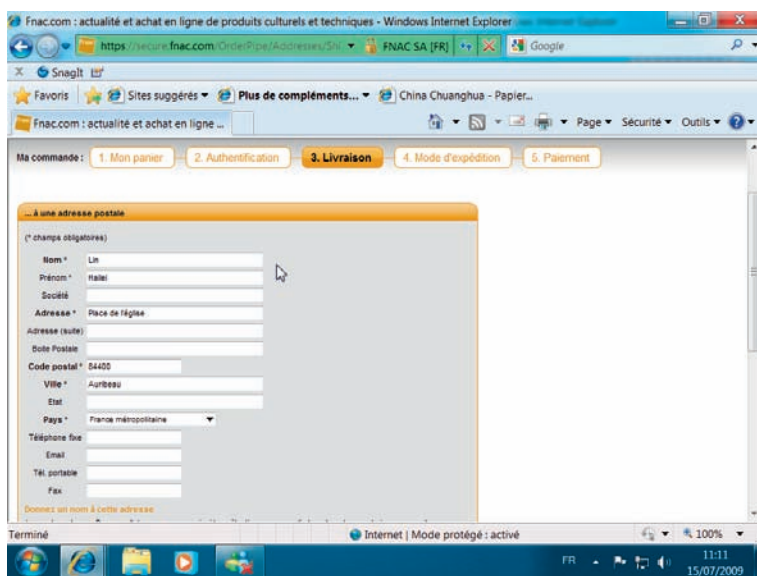 Fnac.com : actualité et achat en ligne de produits culturels et techniques - Windows Internet Explorer
https://secure.fnac.com/OrderPipe/Addresses/Shi
FNAC SA [FR]
Google
X SnagIt
Favoris Sites suggérés Plus de compléments... China Chuanghua - Papier...
Fnac.com : actualité et achat en ligne ... Page Sécurité Outils
Ma commande : 1. Mon panier 2. Authentification 3. Livraison 4. Mode d'expédition 5. Paiement
... à une adresse postale
(* champs obligatoires)
Nom * Lin
Prénom *
Société
Adresse * Place de l'église
Adresse (suite)
Boite Postale
Code postal * 84400
Ville * Auribeau
Etat
Pays * France métropolitaine
Téléphone fixe
Email
Tél. portable
Fax
Donnez un nom à cette adresse
Terminé Internet | Mode protégé : activé 100%
FR 11:11
15/07/2009